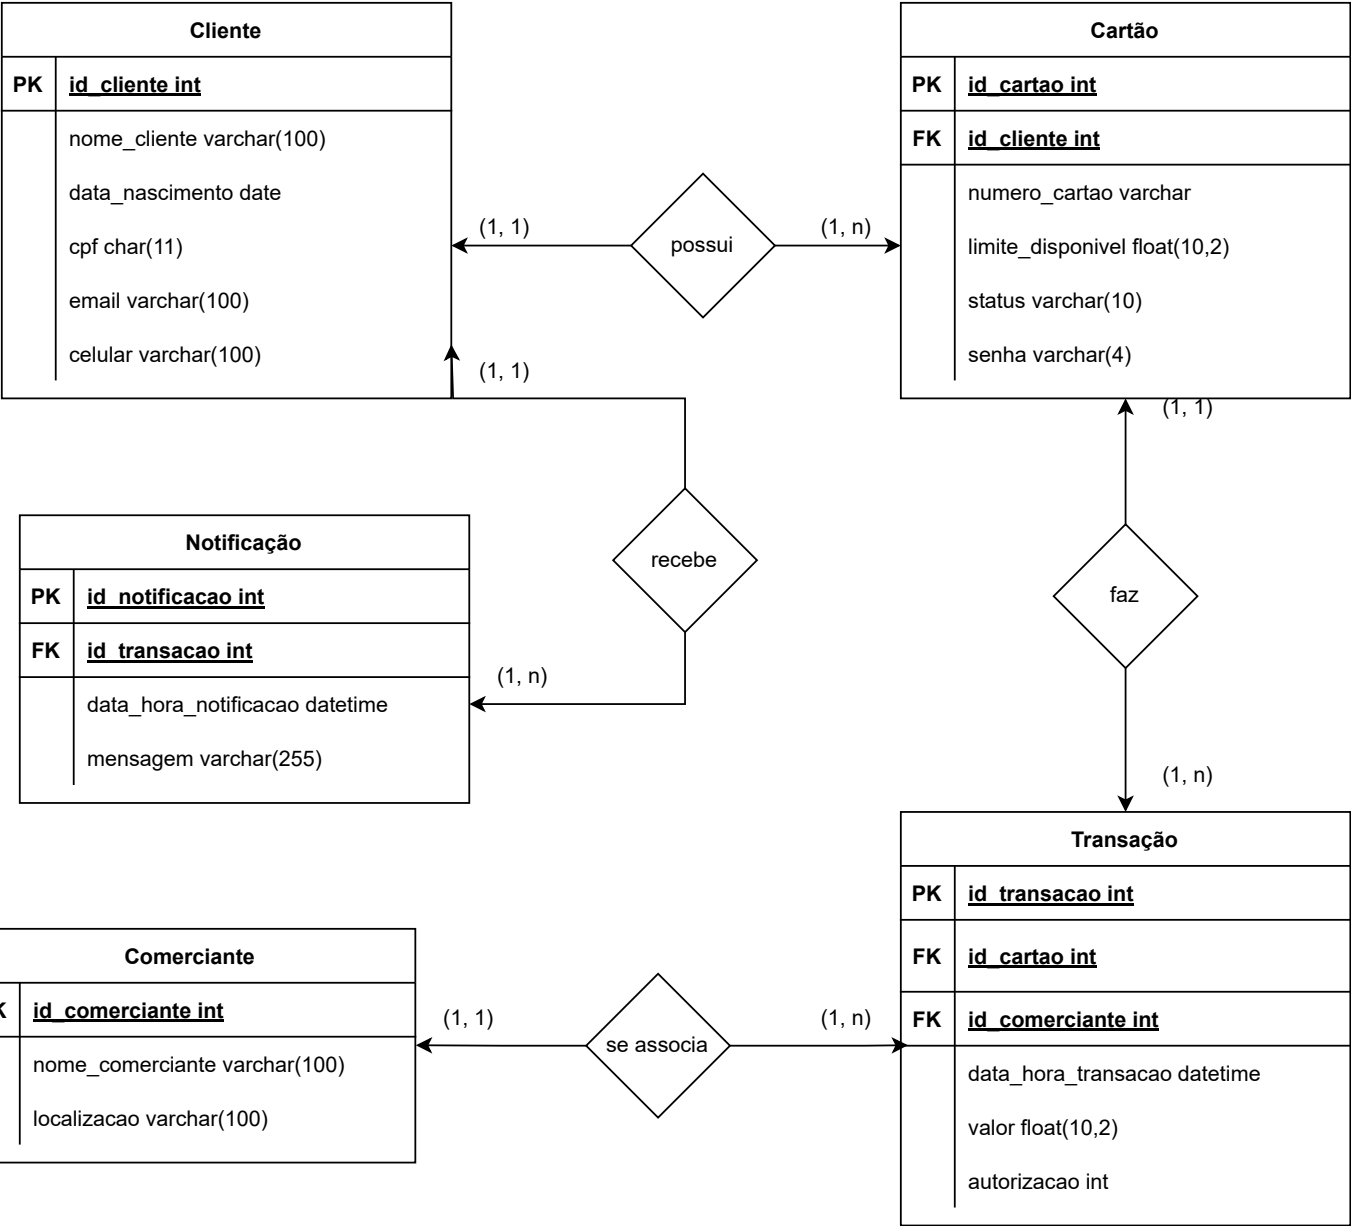 Cliente
PK id_cliente int
nome_cliente varchar(100)
data_nascimento date
cpf char(11)
email varchar(100)
celular varchar(100)
(1, 1)
possui
(1, n)
Cartão
PK id_cartao int
FK id_cliente int
numero_cartao varchar
limite_disponivel float(10,2)
status varchar(10)
senha varchar(4)
(1, 1)
recebe
(1, n)
Notificação
PK id_notificacao int
FK id_transacao int
data_hora_notificacao datetime
mensagem varchar(255)
(1, 1)
faz
(1, n)
Comerciante
K id_comerciante int
nome_comerciante varchar(100)
localizacao varchar(100)
(1, 1)
se associa
(1, n)
Transação
PK id_transacao int
FK id_cartao int
FK id_comerciante int
data_hora_transacao datetime
valor float(10,2)
autorizacao int